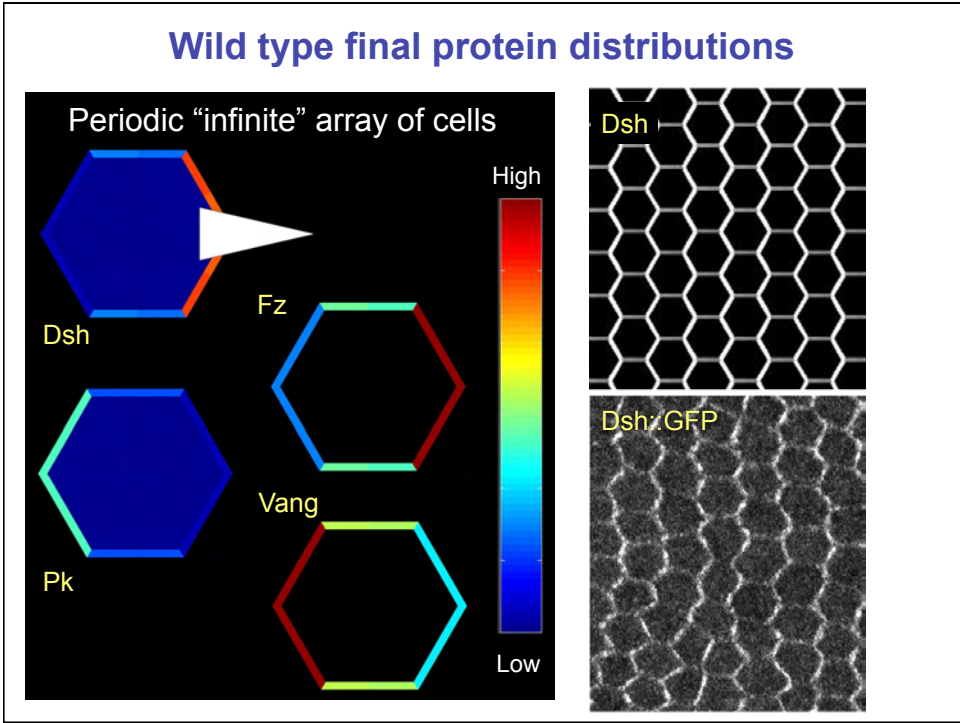 Wild type final protein distributions
Periodic “infinite” array of cells
High
Dsh
Fz
Pk
Vang
Low
Dsh
Dsh::GFP